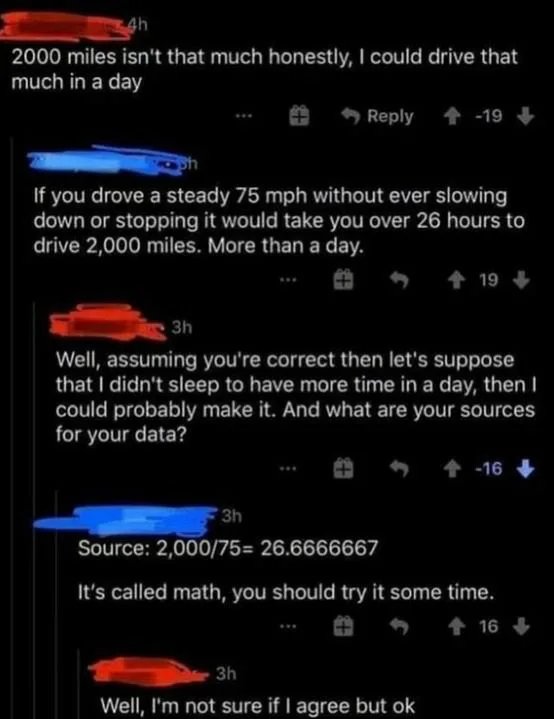 4h
2000 miles isn't that much honestly, I could drive that
much in a day
... Reply -19
If you drove a steady 75 mph without ever slowing
down or stopping it would take you over 26 hours to
drive 2,000 miles. More than a day.
... 19
3h
Well, assuming you're correct then let's suppose
that I didn't sleep to have more time in a day, then I
could probably make it. And what are your sources
for your data?
... -16
3h
Source: 2,000/75= 26.6666667
It's called math, you should try it some time.
... 16
3h
Well, I'm not sure if I agree but ok